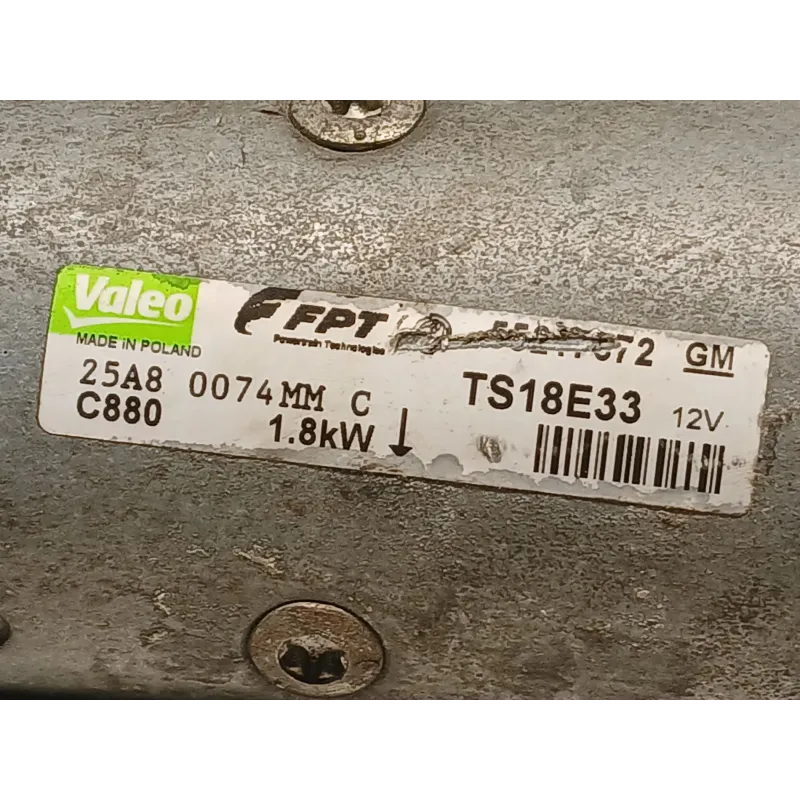 Valeo
FPT
GM
Powertrain Technologies
MADE iN POLAND
25A8 0074MM C
TS18E33 12V
C880
1.8kW